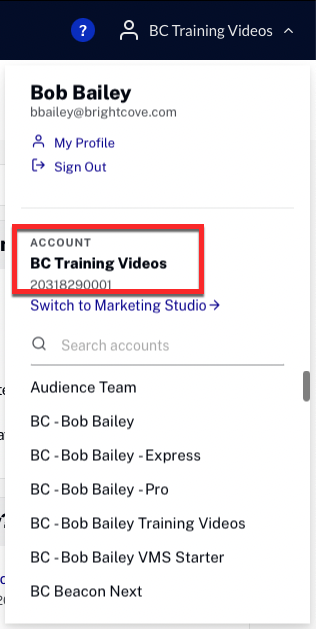 ?
BC Training Videos
Bob Bailey
bbailey@brightcove.com
My Profile
Sign Out
ACCOUNT
BC Training Videos
20318290001
Switch to Marketing Studio →
Search accounts
Audience Team
BC - Bob Bailey
BC - Bob Bailey - Express
BC - Bob Bailey - Pro
BC - Bob Bailey Training Videos
BC - Bob Bailey VMS Starter
BC Beacon Next